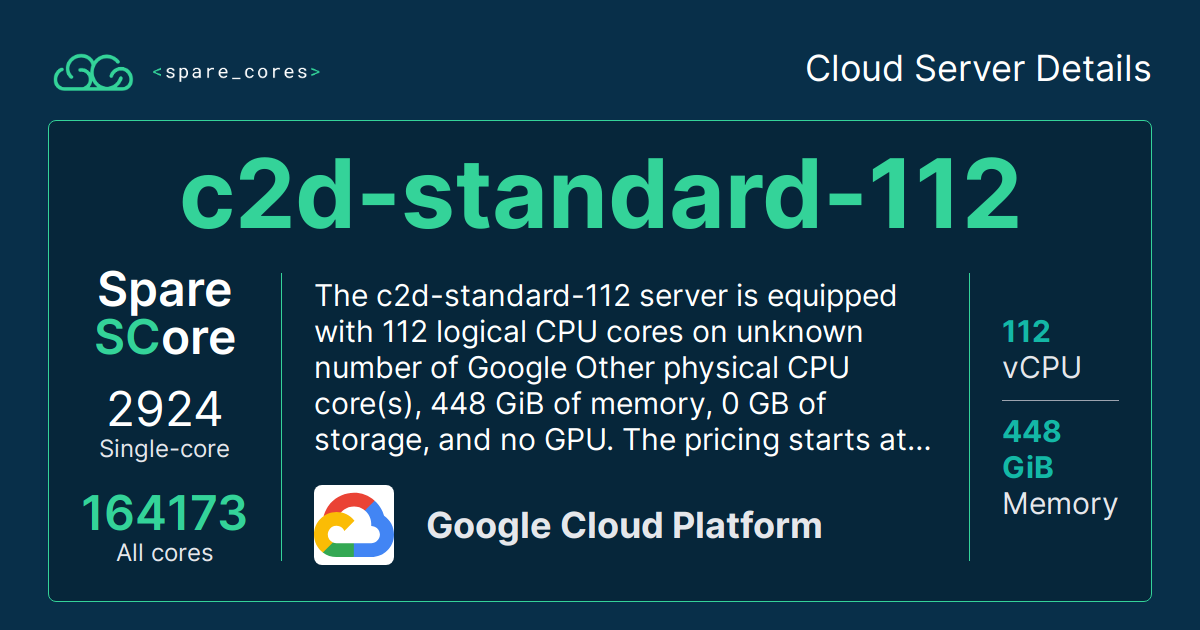 <spare_cores>
Cloud Server Details
c2d-standard-112
Spare
SCore
2924
Single-core
164173
All cores
The c2d-standard-112 server is equipped
with 112 logical CPU cores on unknown
number of Google Other physical CPU
core(s), 448 GiB of memory, 0 GB of
storage, and no GPU. The pricing starts at...
Google Cloud Platform
112
vCPU
448
GiB
Memory